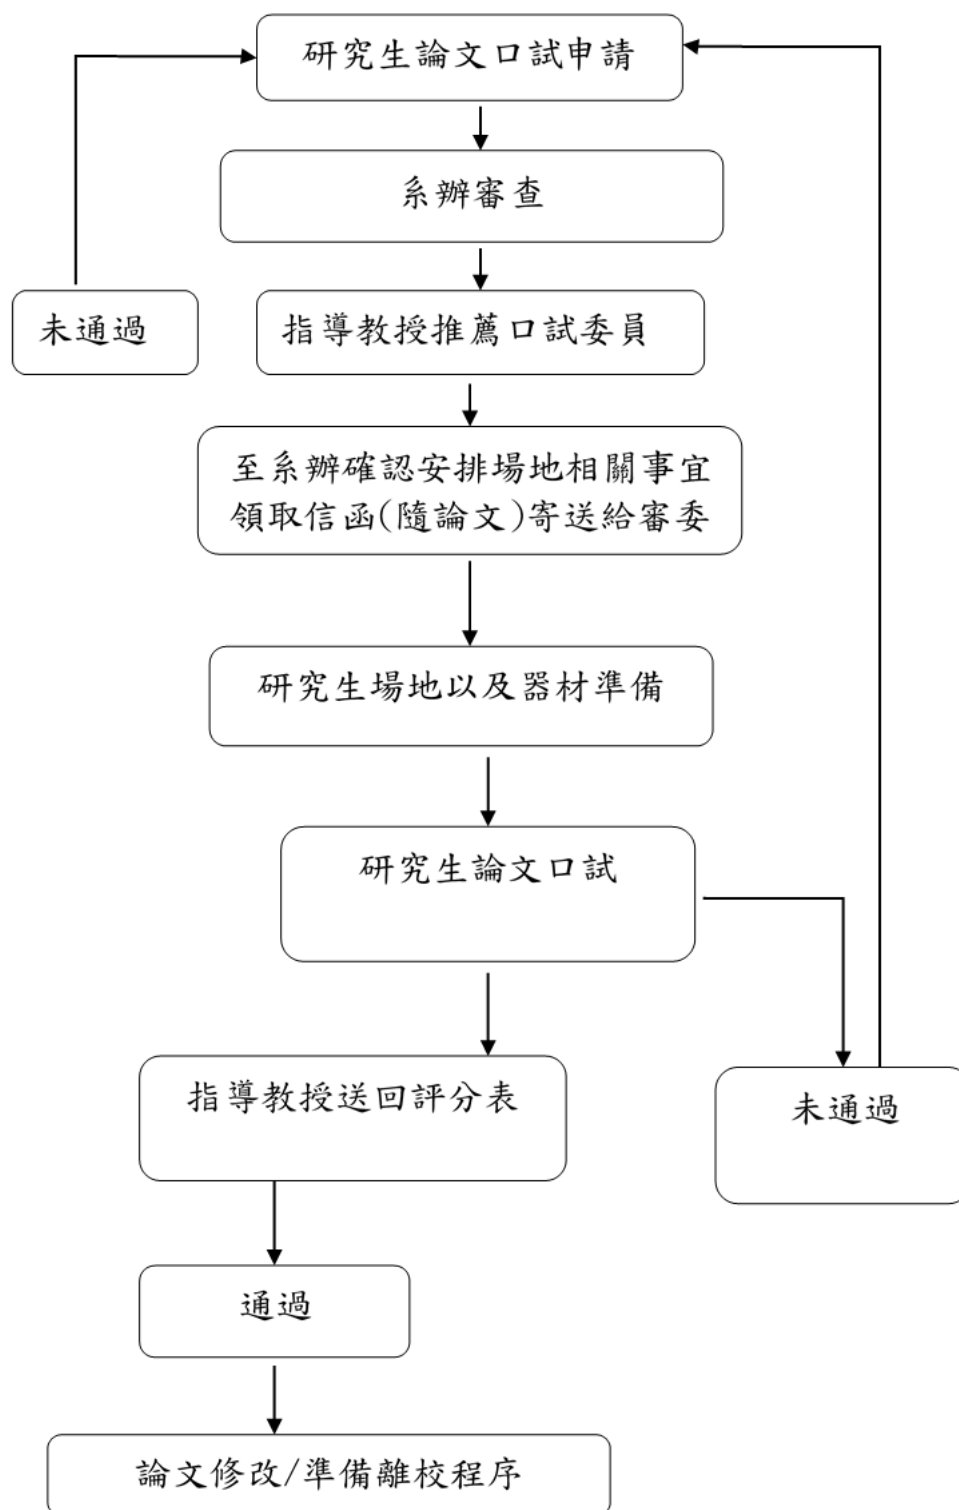 研究生論文口試申請
系辦審查
未通過
指導教授推薦口試委員
至系辦確認安排場地相關事宜
領取信函(隨論文)寄送給審委
研究生場地以及器材準備
研究生論文口試
指導教授送回評分表
未通過
通過
論文修改/準備離校程序